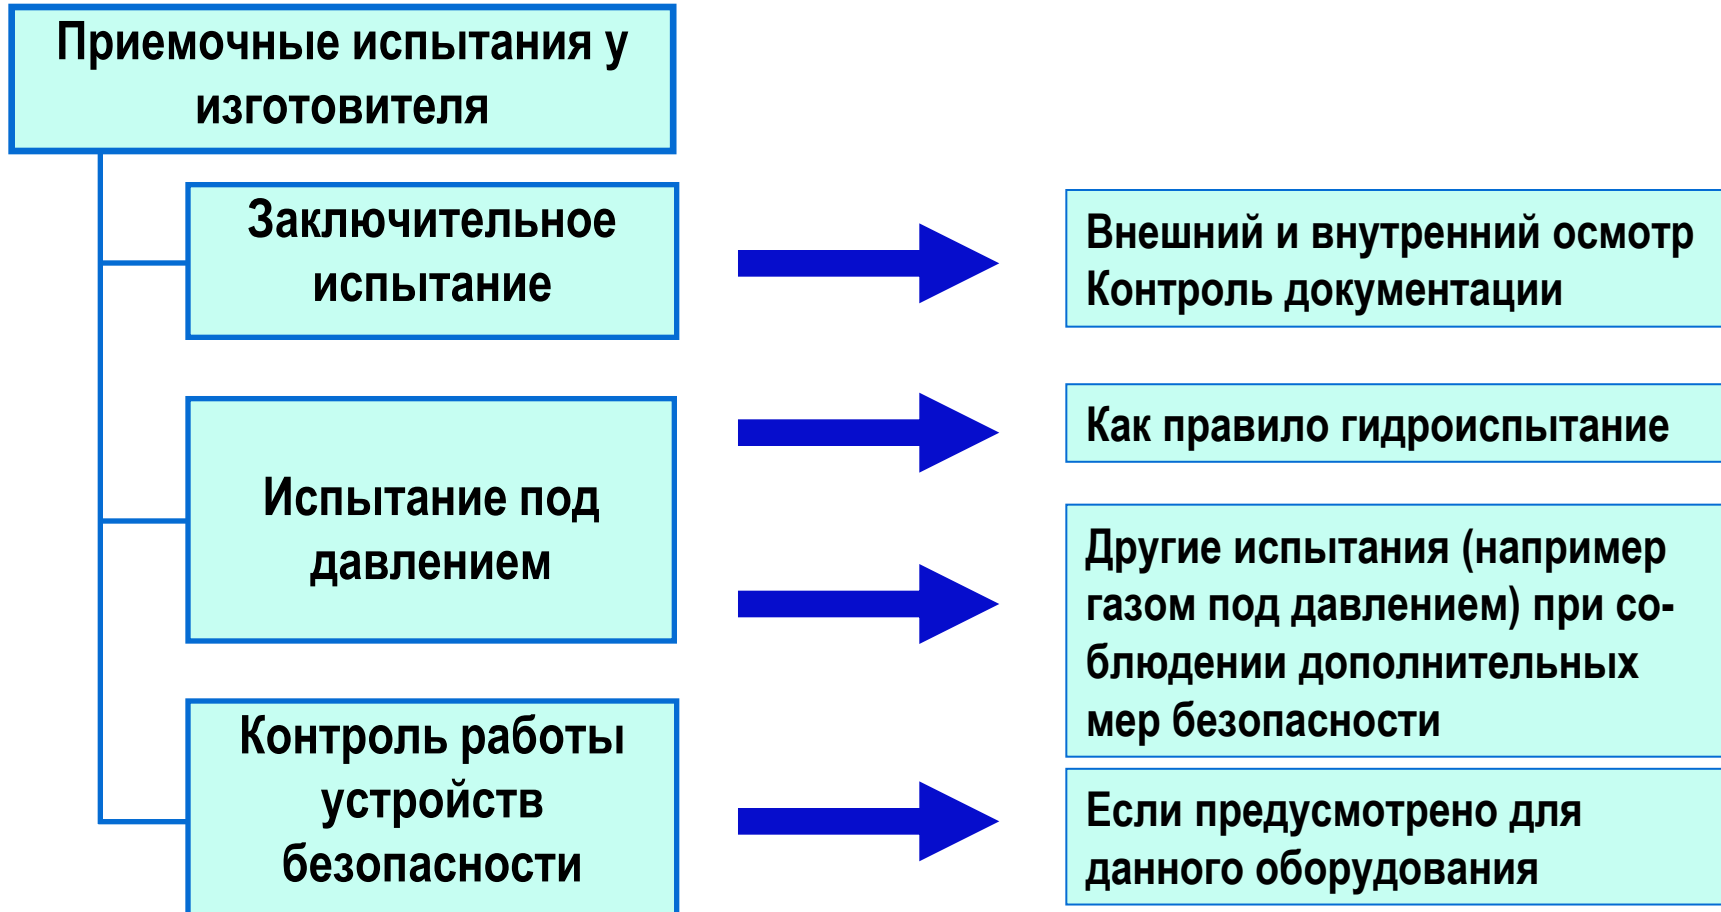 Приемочные испытания у
изготовителя
Заключительное
испытание
Внешний и внутренний осмотр
Контроль документации
Испытание под
давлением
Как правило гидроиспытание
Другие испытания (например
газом под давлением) при со-
блюдении дополнительных
мер безопасности
Контроль работы
устройств
безопасности
Если предусмотрено для
данного оборудования